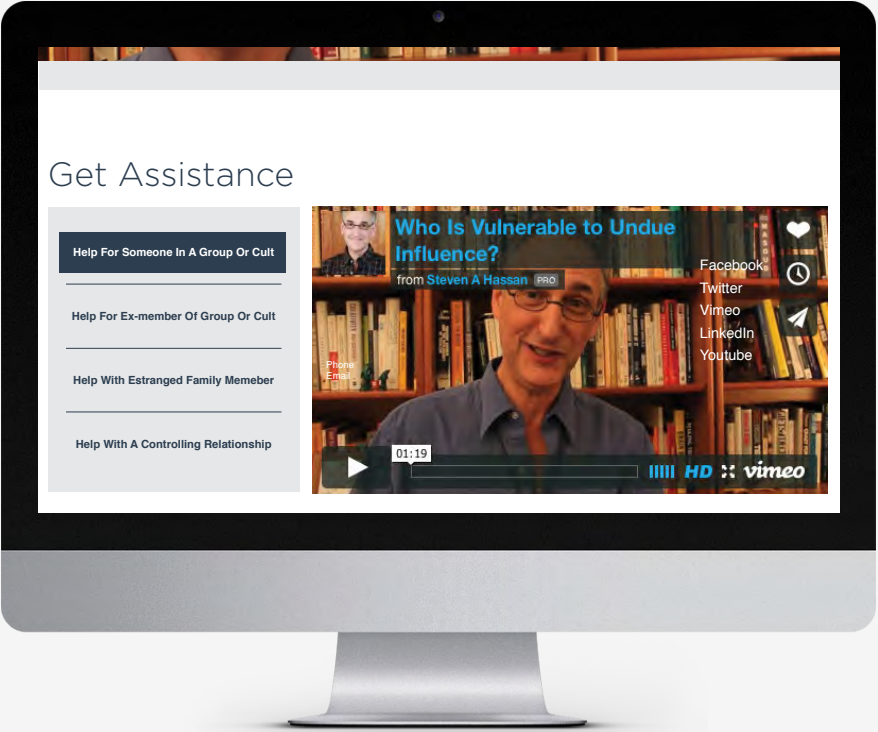 Get Assistance
Help For Someone In A Group Or Cult
Help For Ex-member Of Group Or Cult
Help With Estranged Family Memeber
Help With A Controlling Relationship
Who Is Vulnerable to Undue
Influence?
from Steven A Hassan PRO
Facebook
Twitter
Vimeo
LinkedIn
Youtube
Phone
Email
01:19
HD vimeo